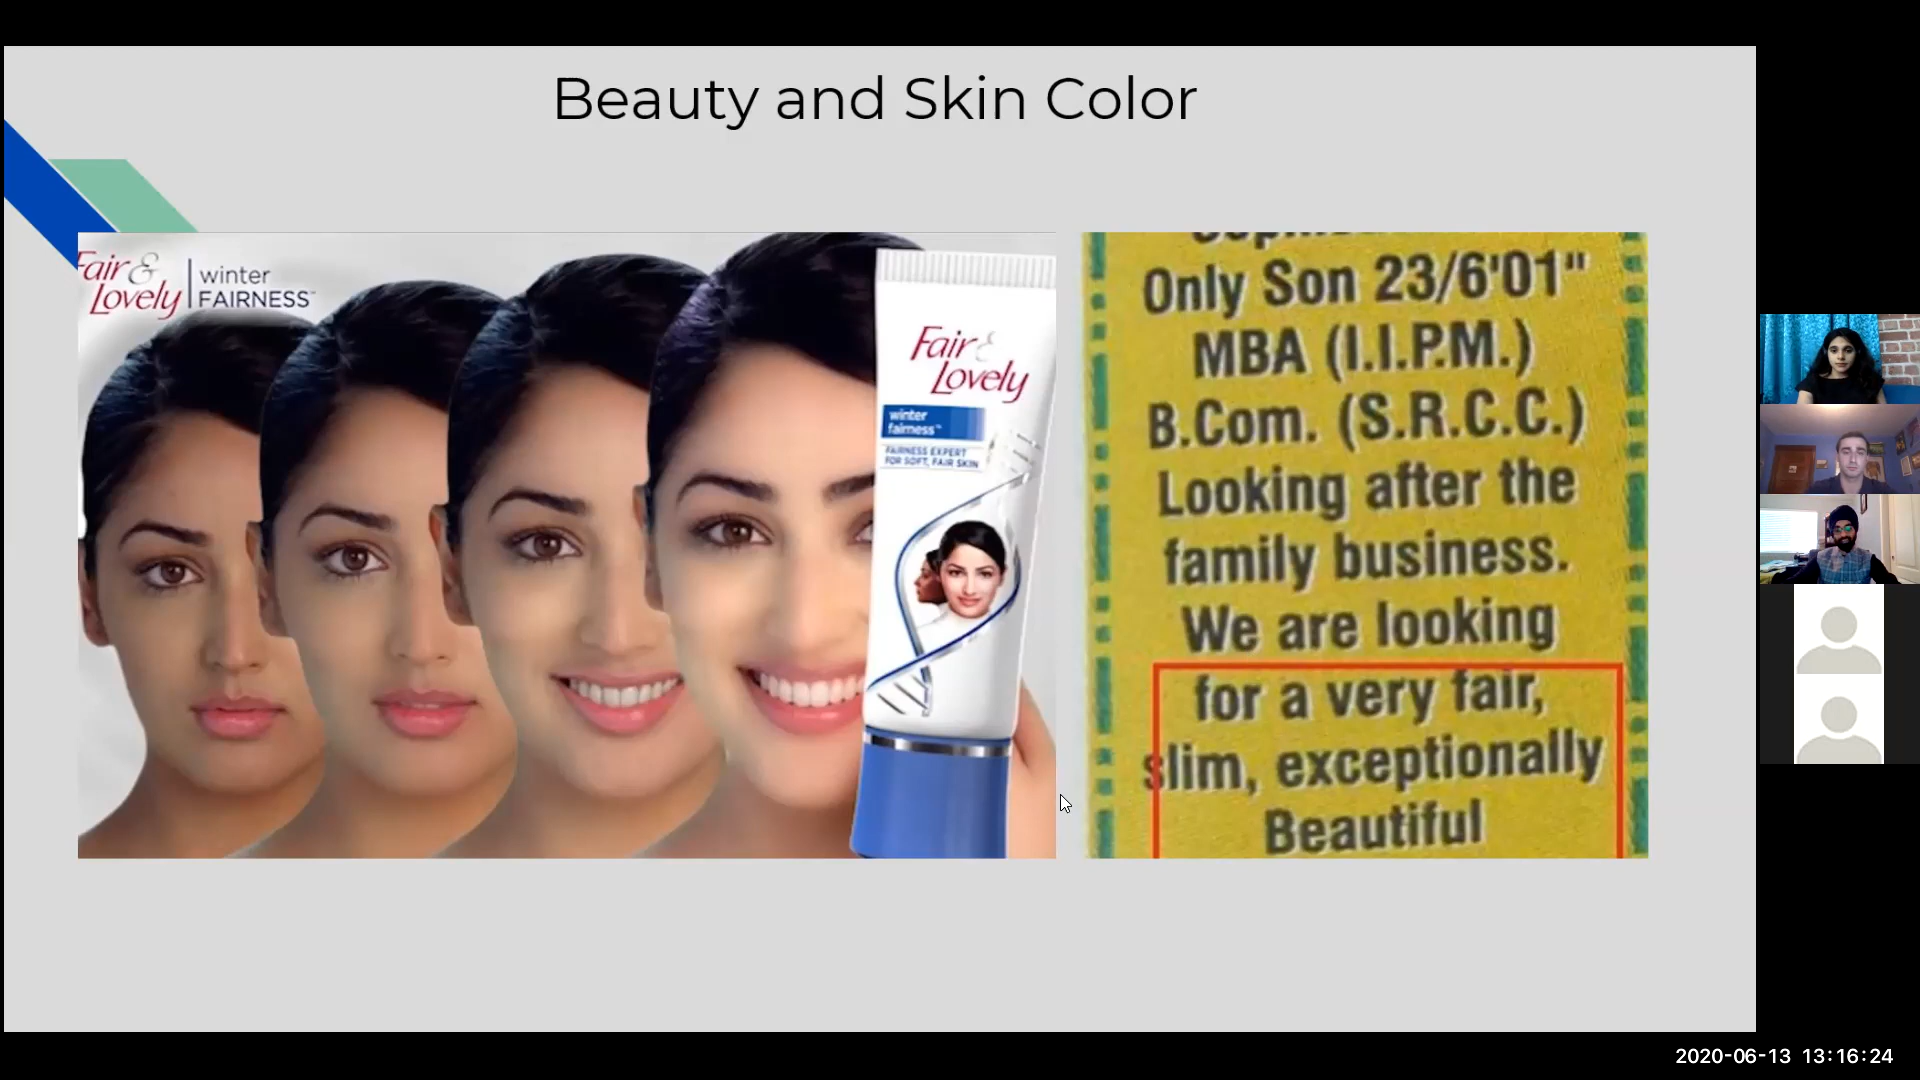 Beauty and Skin Color
Fair &
Lovely
winter
FAIRNESS™
Fair &
Lovely
winter
fairness™
FAIRNESS EXPERT
FOR SOFT, FAIR SKIN
Only Son 23/6'01"
MBA (I.I.P.M.)
B.Com. (S.R.C.C.)
Looking after the
family business.
We are looking
for a very fair,
slim, exceptionally
Beautiful
2020-06-13 13:16:24